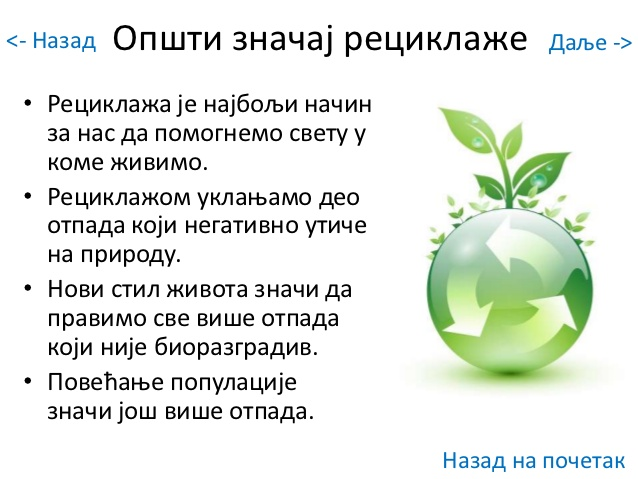 <- Назад
Општи значај рециклаже
Даље ->
• Рециклажа је најбољи начин
за нас да помогнемо свету у
коме живимо.
• Рециклажом уклањамо део
отпада који негативно утиче
на природу.
• Нови стил живота значи да
правимо све више отпада
који није биоразградив.
• Повећање популације
значи још више отпада.
Назад на почетак